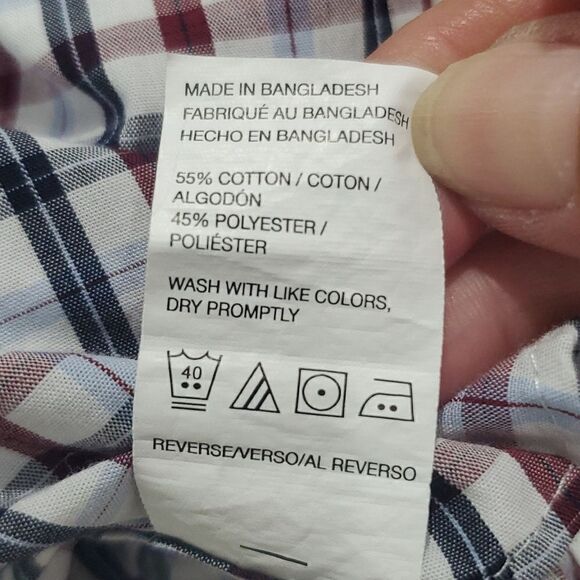 MADE IN BANGLADESH
FABRIQUÉ AU BANGLADESH
HECHO EN BANGLADESH
55% COTTON / COTON /
ALGODÓN
45% POLYESTER /
POLIÉSTER
WASH WITH LIKE COLORS,
DRY PROMPTLY
40
REVERSE/VERSO/AL REVERSO